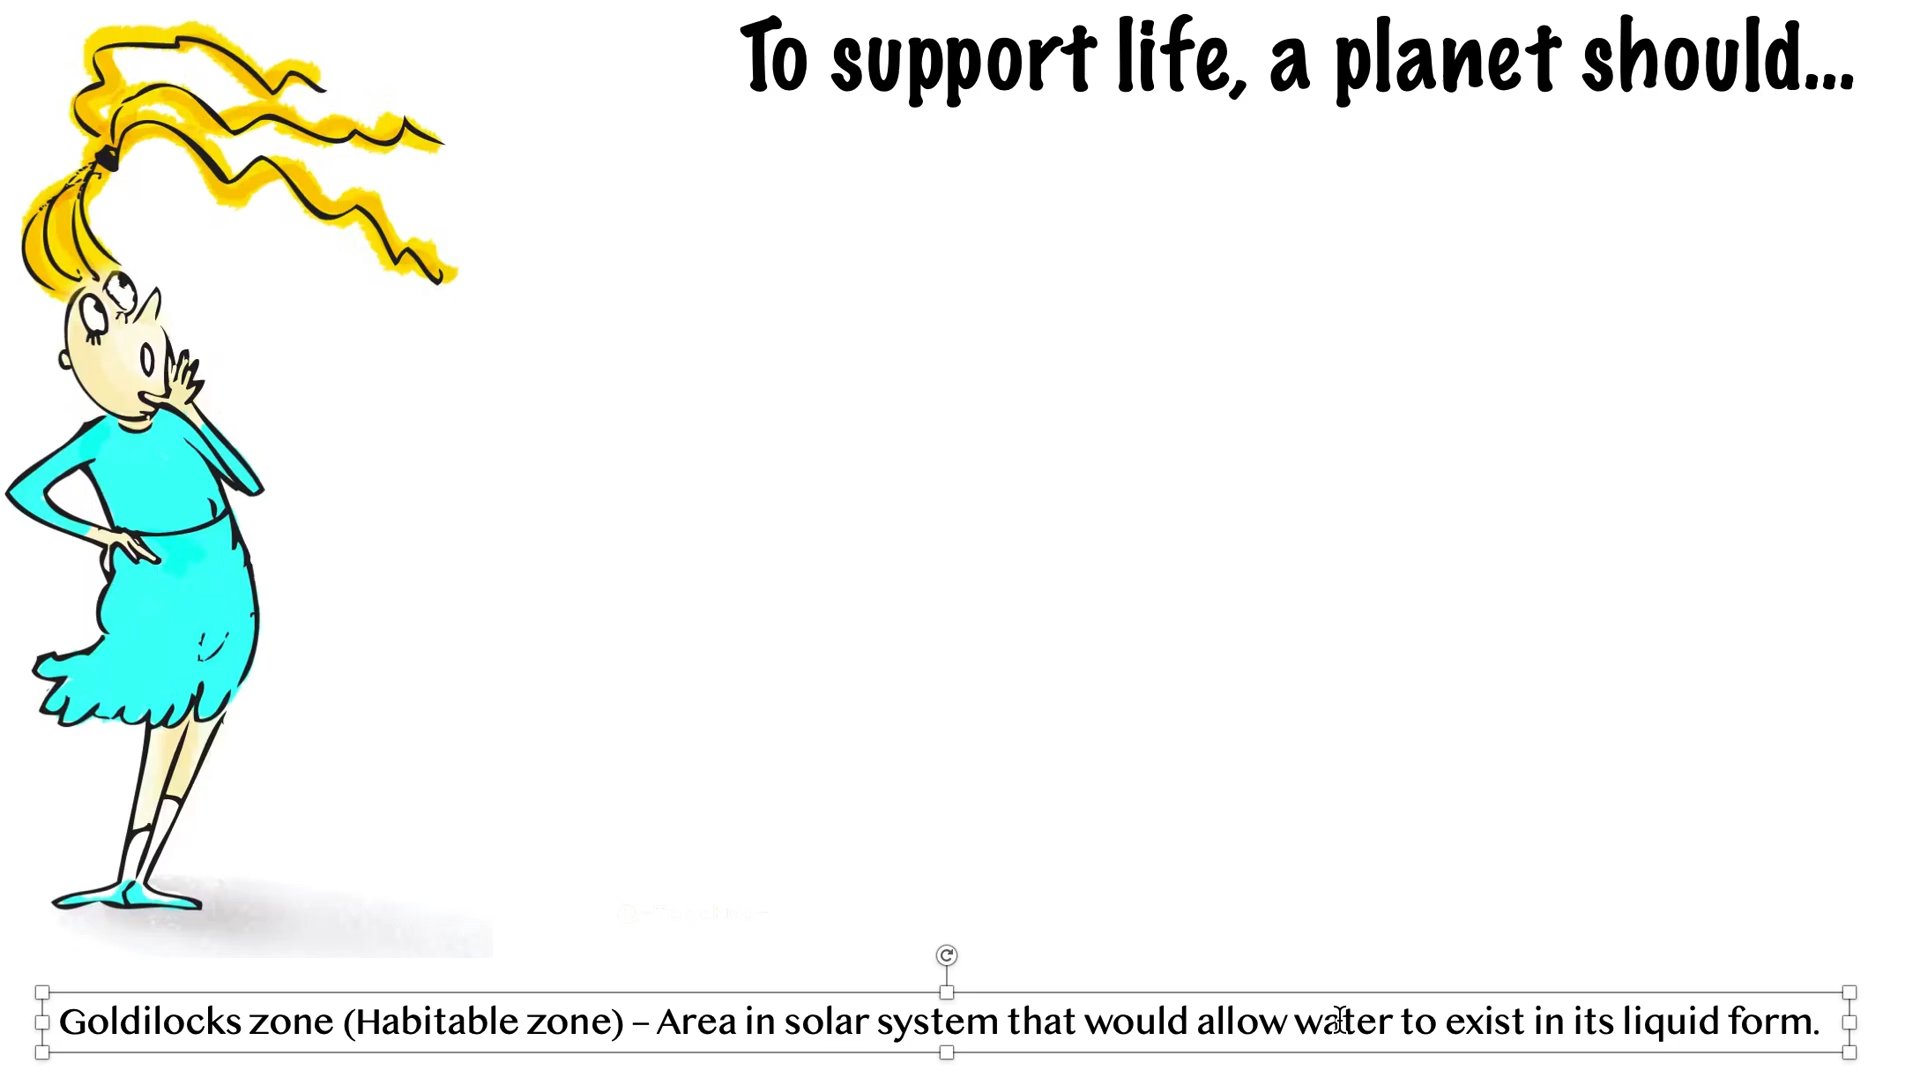 To support life, a planet should...
Goldilocks zone (Habitable zone) – Area in solar system that would allow water to exist in its liquid form.